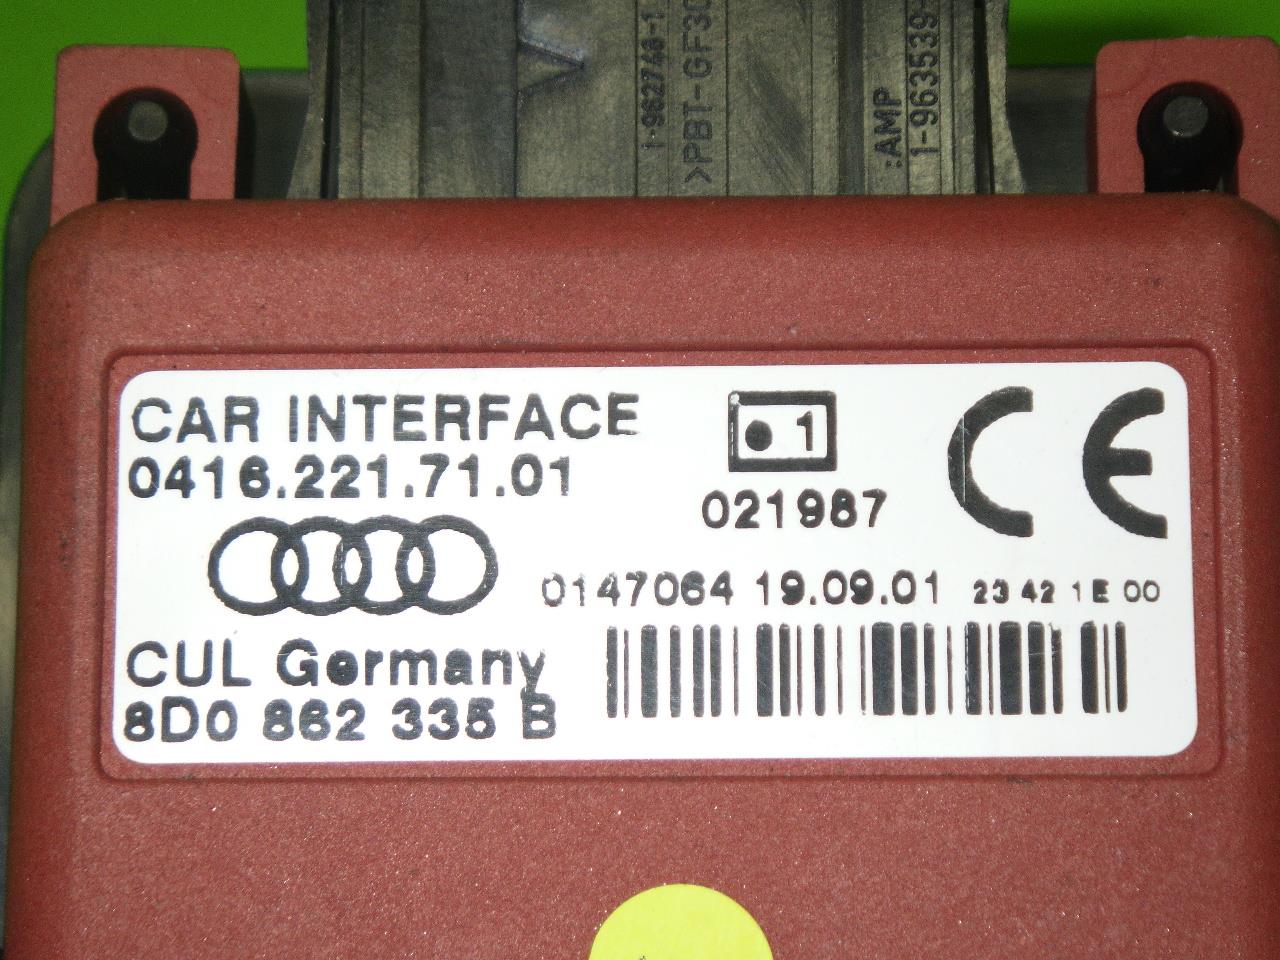 1-962748-1
>PBT-GF30
:AMP
1-963539-
CAR INTERFACE
0416.221.71.01
1
021987
CE
0147064 19.09.01 23 42 1E 00
CUL Germany
8D0 862 335 B